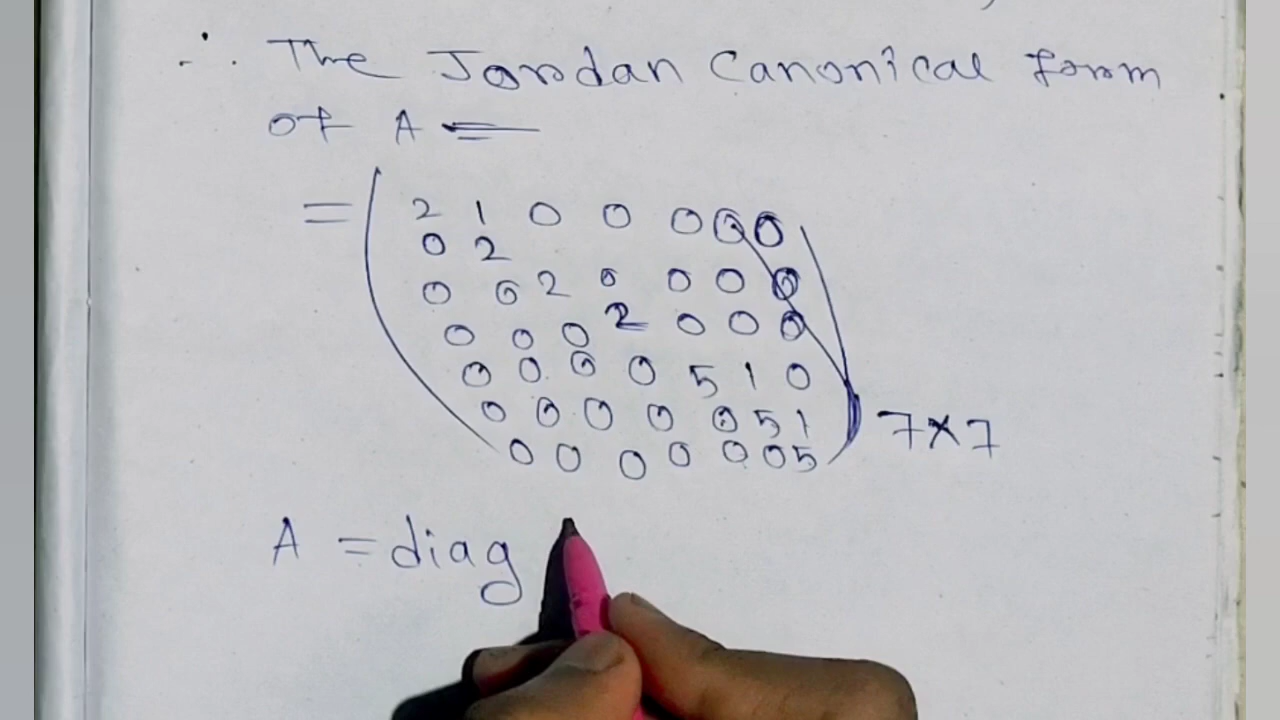 ∴ The Jordan Canonical form
of A =
= ( 2 1 0 0 0 0 0
0 2
0 0 2 0 0 0 0
0 0 0 2 0 0 0
0 0 0 0 5 1 0
0 0 0 0 0 5 1
0 0 0 0 0 0 5 ) 7×7
A = diag